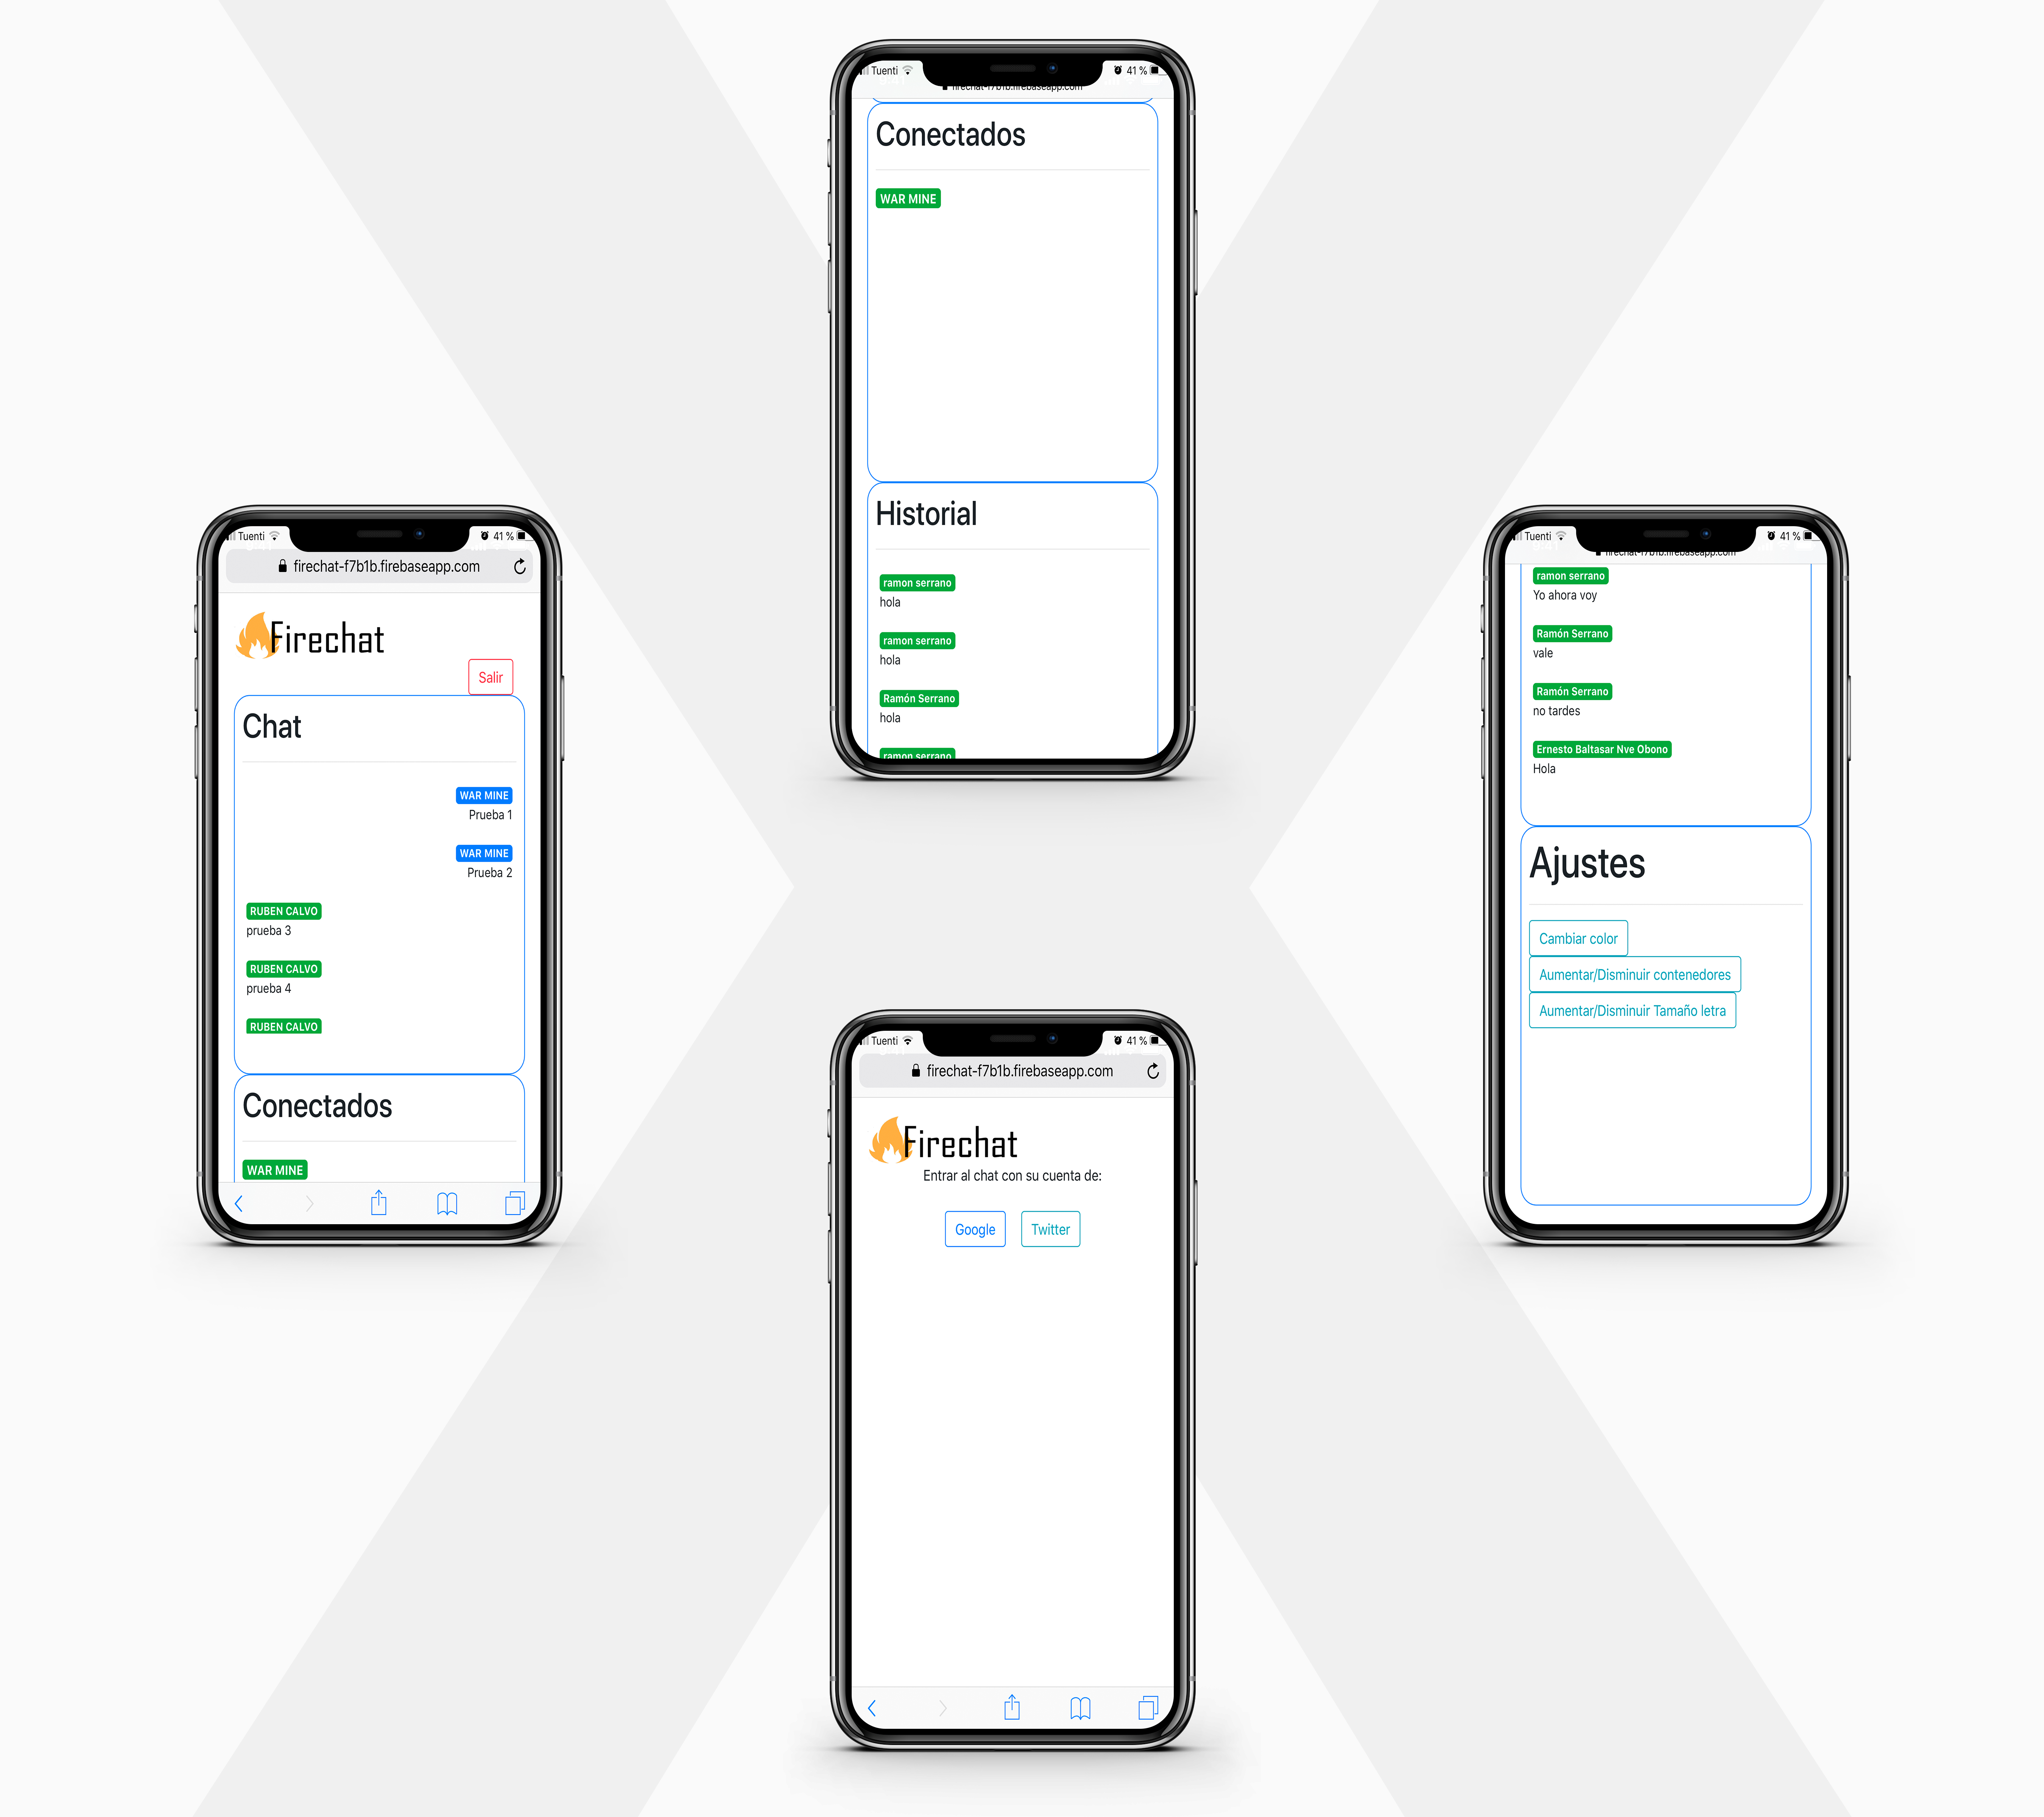 Tuenti
41 %
firechat-f7b1b.firebaseapp.com
Conectados
WAR MINE
Historial
ramon serrano
hola
ramon serrano
hola
Ramón Serrano
hola
ramon serrano
Tuenti
41 %
firechat-f7b1b.firebaseapp.com
Firechat
Salir
Chat
WAR MINE
Prueba 1
WAR MINE
Prueba 2
RUBEN CALVO
prueba 3
RUBEN CALVO
prueba 4
RUBEN CALVO
Conectados
WAR MINE
Tuenti
41 %
firechat-f7b1b.firebaseapp.com
ramon serrano
Yo ahora voy
Ramón Serrano
vale
Ramón Serrano
no tardes
Ernesto Baltasar Nve Obono
Hola
Ajustes
Cambiar color
Aumentar/Disminuir contenedores
Aumentar/Disminuir Tamaño letra
Tuenti
41 %
firechat-f7b1b.firebaseapp.com
Firechat
Entrar al chat con su cuenta de:
Google
Twitter